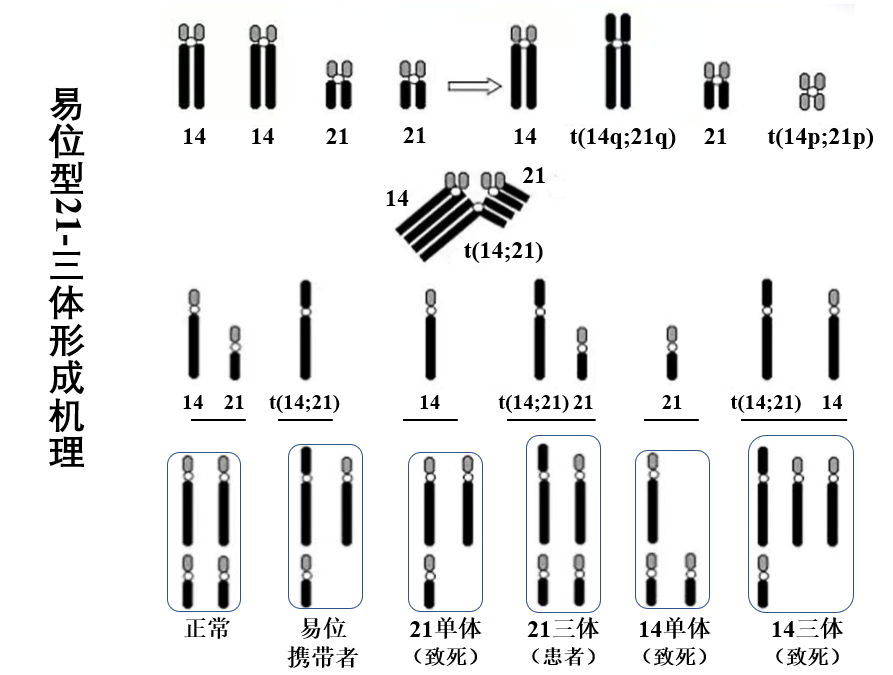 易位型21-三体形成机理
14 14 21 21 14 t(14q;21q) 21 t(14p;21p)
14 21
t(14;21)
14 21 t(14;21) 14 t(14;21) 21 21 t(14;21) 14
正常 易位 21单体 21三体 14单体 14三体
携带者 （致死） （患者） （致死） （致死）